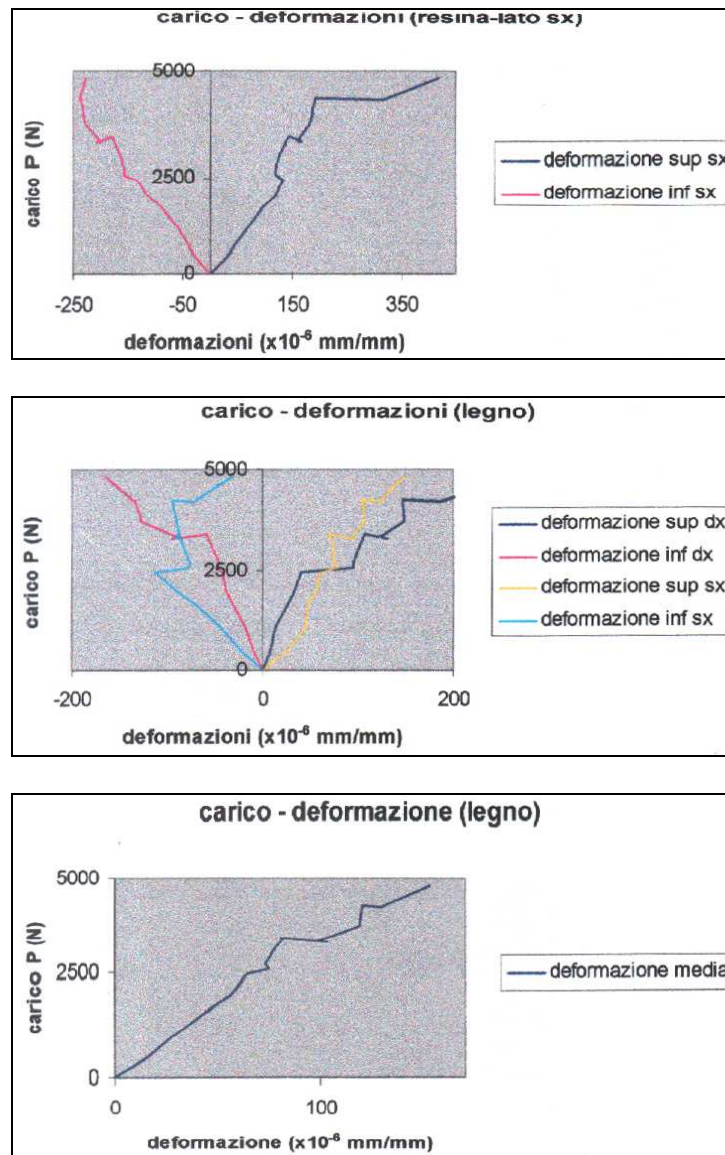 carico - deformazioni (resina-lato sx)
5000
2500
0
carico P (N)
-250 -50 150 350
deformazioni (x10⁻⁶ mm/mm)
deformazione sup sx
deformazione inf sx
carico - deformazioni (legno)
5000
2500
0
carico P (N)
-200 0 200
deformazioni (x10⁻⁶ mm/mm)
deformazione sup dx
deformazione inf dx
deformazione sup sx
deformazione inf sx
carico - deformazione (legno)
5000
2500
0
carico P (N)
0 100
deformazione (x10⁻⁶ mm/mm)
deformazione media